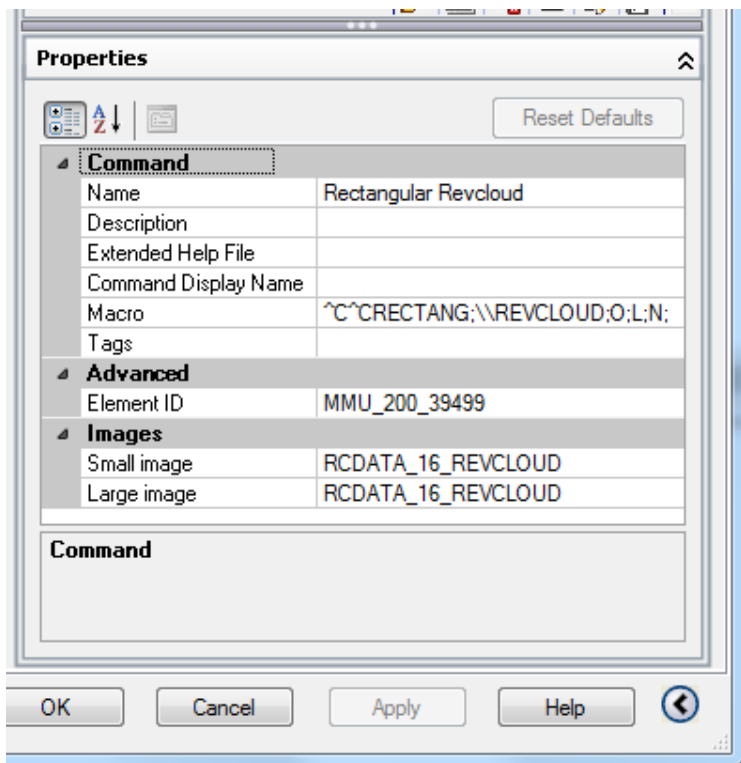 Properties
Reset Defaults
Command
Name Rectangular Revcloud
Description
Extended Help File
Command Display Name
Macro ^C^CRECTANG;\\REVCLOUD;O;L;N;
Tags
Advanced
Element ID MMU_200_39499
Images
Small image RCDATA_16_REVCLOUD
Large image RCDATA_16_REVCLOUD
Command
OK Cancel Apply Help